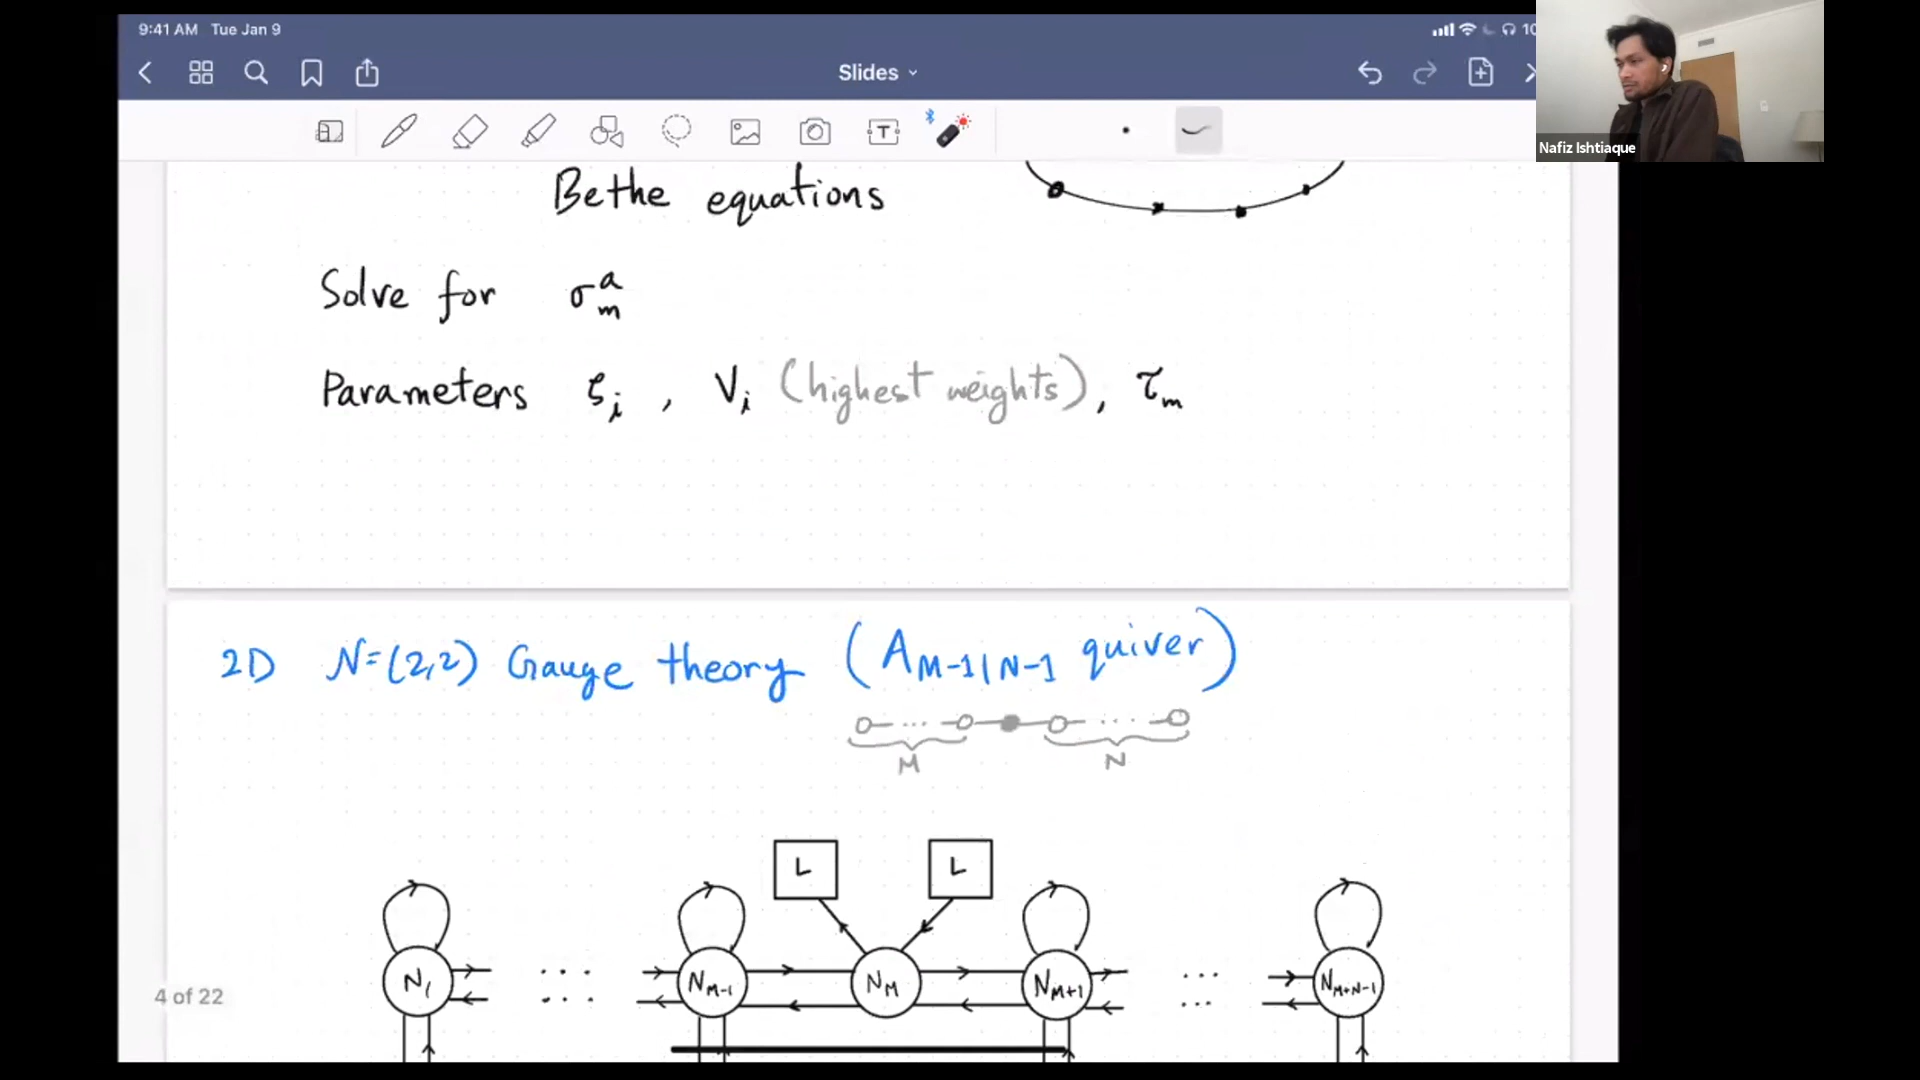 9:41 AM Tue Jan 9
10
Slides
T
Nafiz Ishtiaque
Bethe equations
Solve for σ^a_m
Parameters ζ_i , V_i (highest weights), τ_m
2D N=(2,2) Gauge theory (A_{M-1|N-1} quiver)
... ...
M N
L L
N_1 ... N_{M-1} N_M N_{M+1} ... N_{M+N-1}
4 of 22